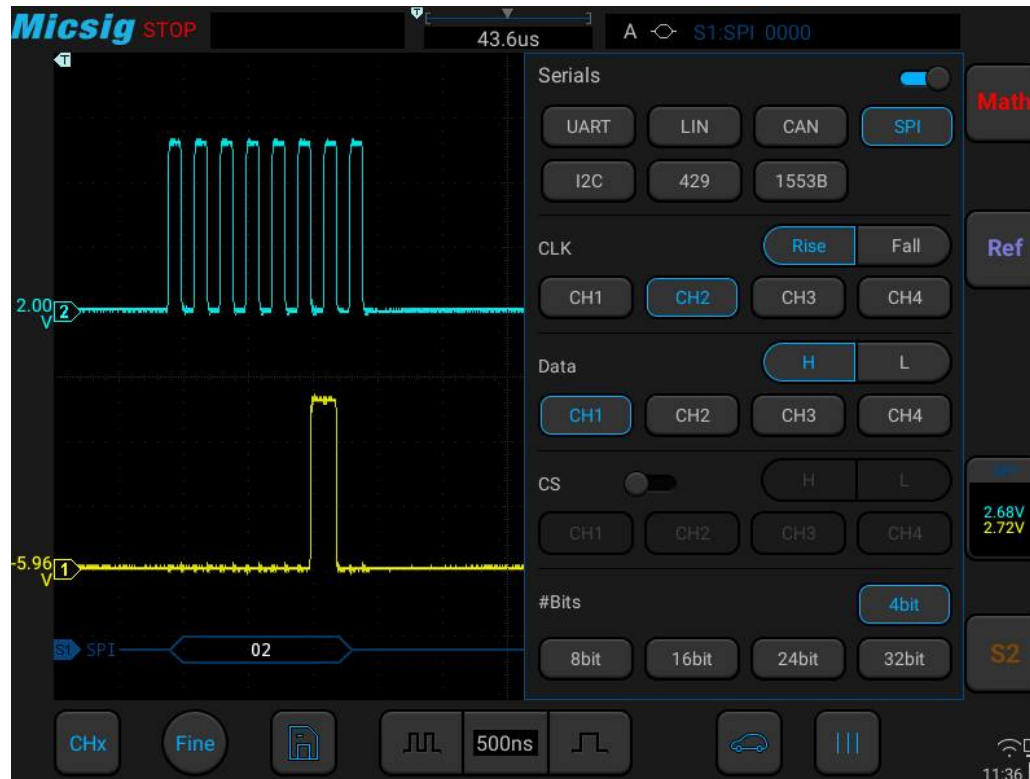 Micsig STOP
T
43.6us
A S1:SPI 0000
T
Serials
UART LIN CAN SPI
I2C 429 1553B
CLK Rise Fall
CH1 CH2 CH3 CH4
Data H L
CH1 CH2 CH3 CH4
CS H L
CH1 CH2 CH3 CH4
#Bits 4bit
8bit 16bit 24bit 32bit
2.00
V
2
-5.96
V
1
S1 SPI 02
Math
Ref
2.68V
2.72V
S2
CHx Fine 500ns
11:36